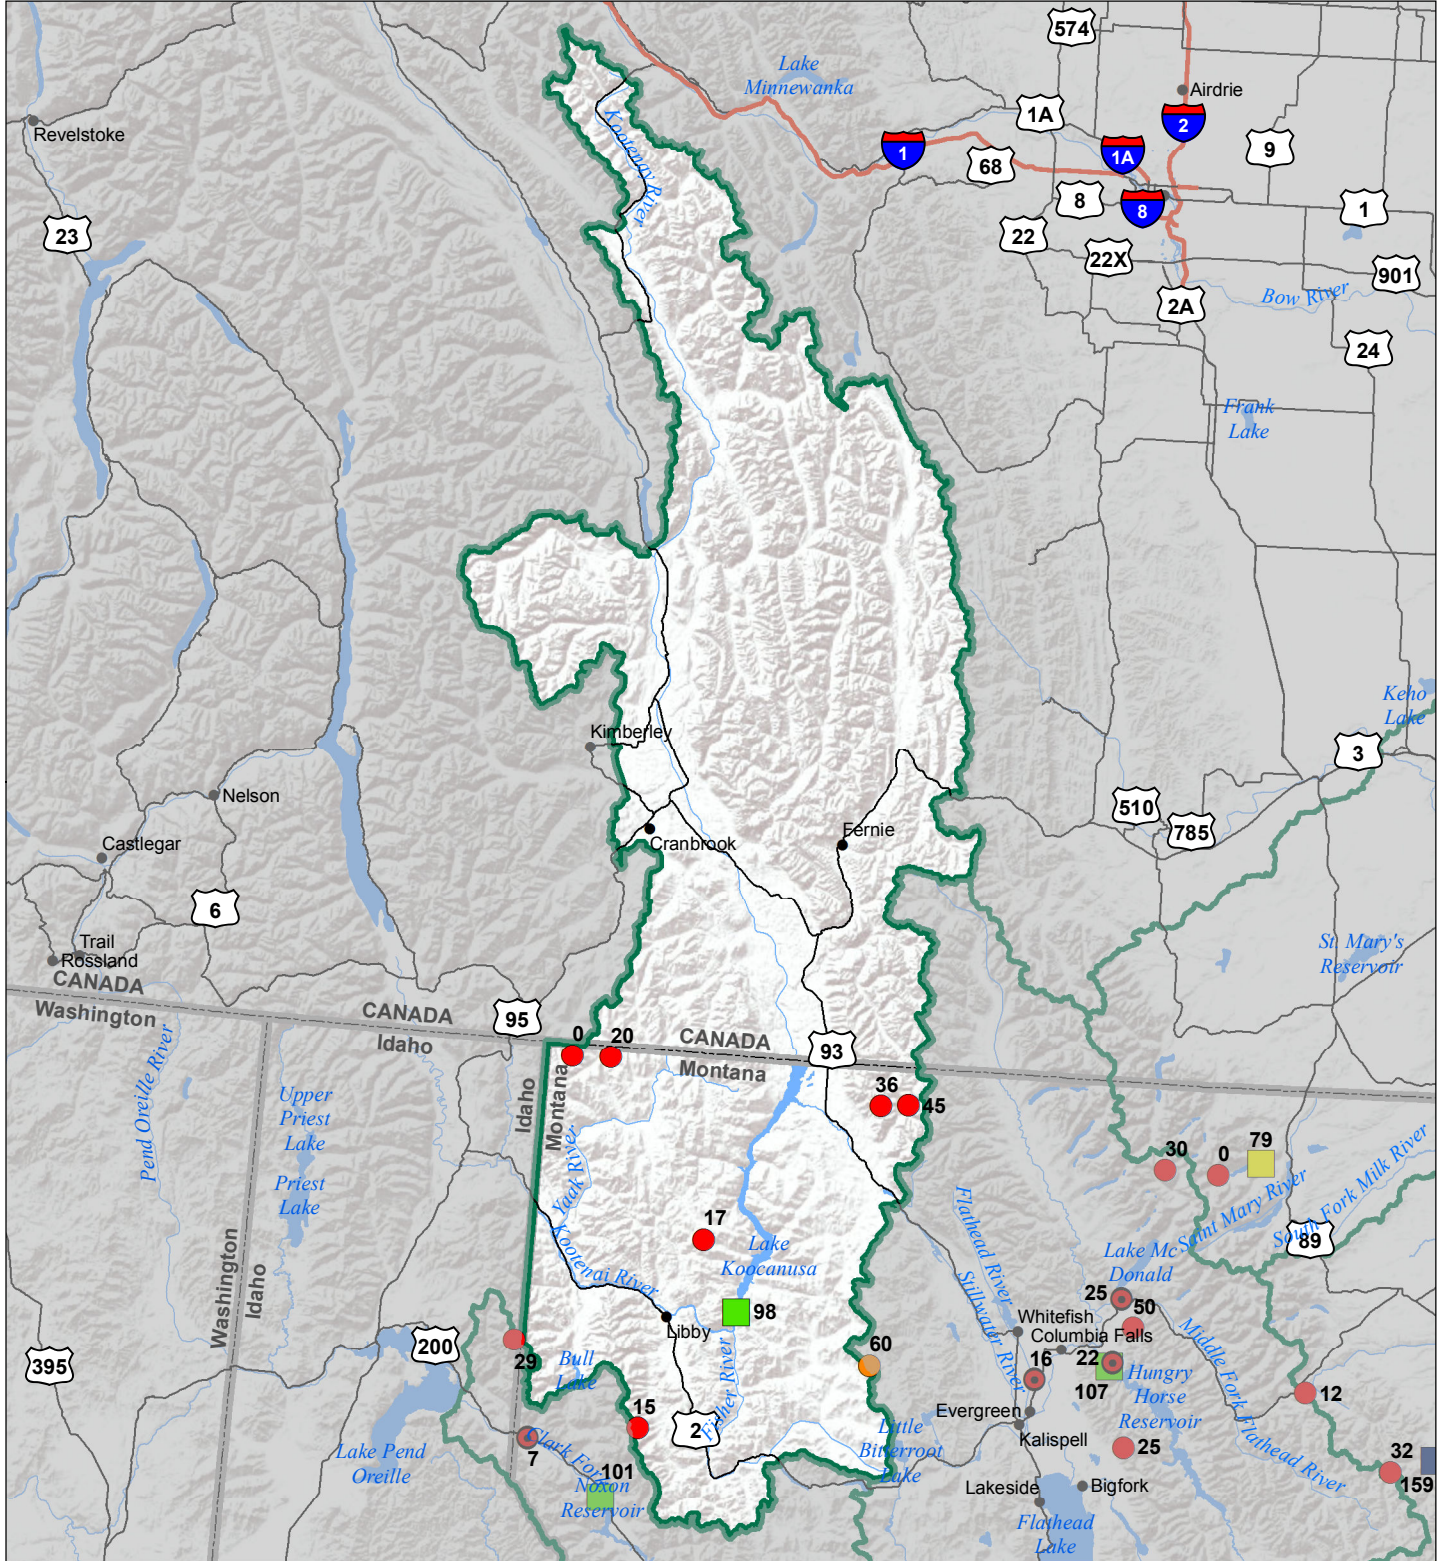 574
Lake
Minnewanka
Airdrie
Revelstoke
1A
2
9
1
1A
68
Kootenay River
8
8
1
23
22
22X
901
Bow River
2A
24
Frank
Lake
Keho
Lake
3
Kimberley
Nelson
510
785
Fernie
Cranbrook
Castlegar
6
Trail
Rossland
St. Mary's
Reservoir
CANADA
Washington
CANADA
Idaho
95
0
20
CANADA
Montana
93
Pend Oreille River
Idaho
Montana
36
45
Upper
Priest
Lake
Priest
Lake
Yaak River
30
0
79
Saint Mary River
South Fork Milk River
89
17
Lake
Koocanusa
Kootenai River
Flathead River
Stillwater River
Lake Mc
Donald
Washington
Idaho
98
Libby
25
50
Whitefish
Columbia Falls
Middle Fork Flathead River
200
395
29
Bull
Lake
Fisher River
60
16
22
107
Hungry
Horse
Reservoir
12
15
2
Evergreen
Kalispell
Little
Bitterroot
Lake
25
Lake Pend
Oreille
7
Clark Fork
101
Noxon
Reservoir
32
159
Lakeside
Bigfork
Flathead
Lake